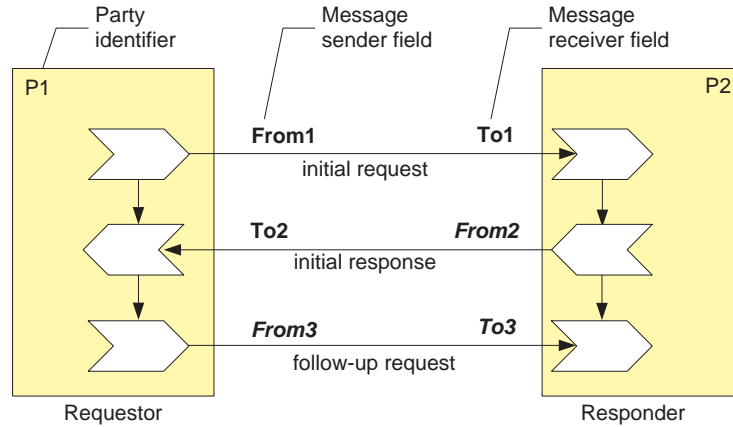 Party
identifier
Message
sender field
Message
receiver field
P1
P2
From1
To1
initial request
To2
From2
initial response
From3
To3
follow-up request
Requestor
Responder